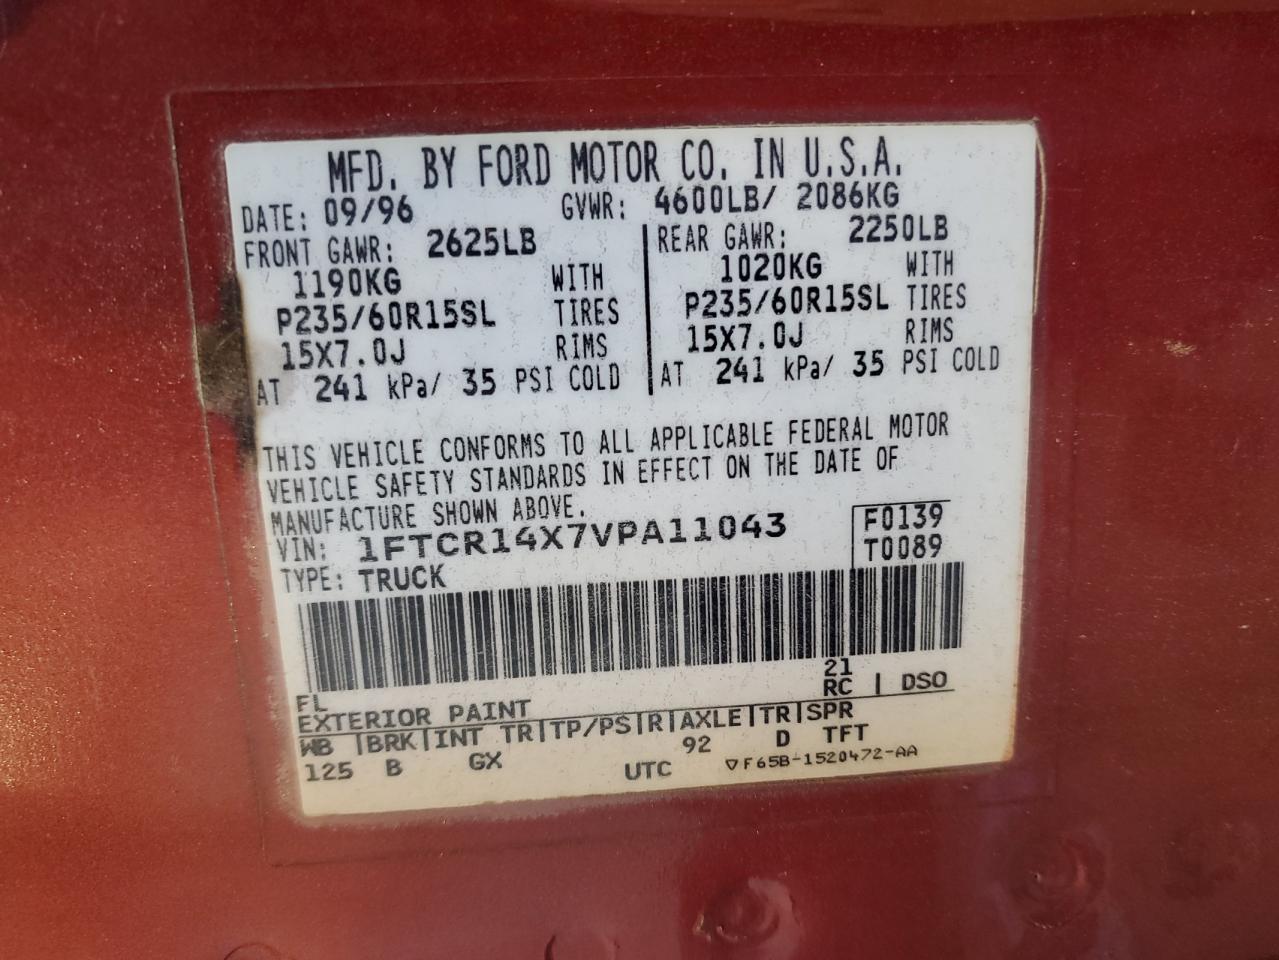 MFD. BY FORD MOTOR CO. IN U.S.A.
DATE: 09/96 GVWR: 4600LB/ 2086KG
FRONT GAWR: 2625LB REAR GAWR: 2250LB
1190KG WITH 1020KG WITH
P235/60R15SL TIRES P235/60R15SL TIRES
15X7.0J RIMS 15X7.0J RIMS
AT 241 kPa/ 35 PSI COLD AT 241 kPa/ 35 PSI COLD
THIS VEHICLE CONFORMS TO ALL APPLICABLE FEDERAL MOTOR
VEHICLE SAFETY STANDARDS IN EFFECT ON THE DATE OF
MANUFACTURE SHOWN ABOVE.
VIN: 1FTCR14X7VPA11043 F0139
TYPE: TRUCK T0089
FL 21
EXTERIOR PAINT RC | DSO
WB |BRK|INT TR|TP/PS|R|AXLE|TR|SPR
125 B GX 92 D TFT
UTC ▽F65B-1520472-AA